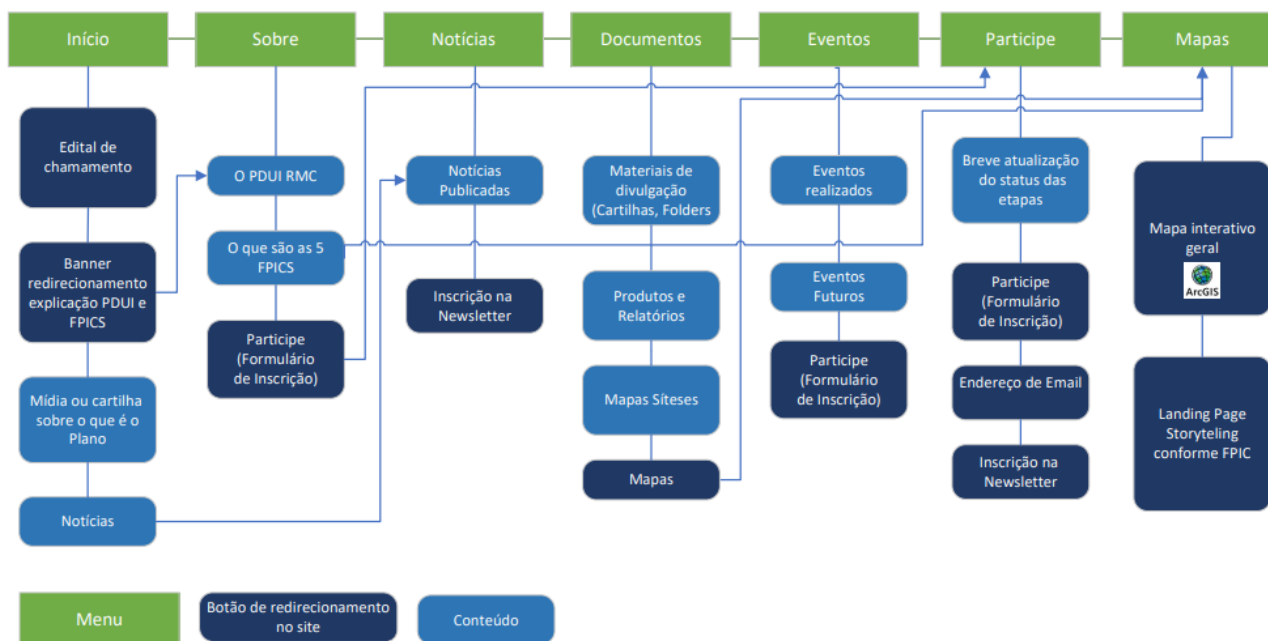 Início
Sobre
Notícias
Documentos
Eventos
Participe
Mapas
Edital de
chamamento
Banner
redirecionamento
explicação PDUI e
FPICS
Mídia ou cartilha
sobre o que é o
Plano
Notícias
O PDUI RMC
O que são as 5
FPICS
Participe
(Formulário
de Inscrição)
Notícias
Publicadas
Inscrição na
Newsletter
Materiais de
divulgação
(Cartilhas, Folders
Produtos e
Relatórios
Mapas Síteses
Mapas
Eventos
realizados
Eventos
Futuros
Participe
(Formulário
de Inscrição)
Breve atualização
do status das
etapas
Participe
(Formulário
de Inscrição)
Endereço de Email
Inscrição na
Newsletter
Mapa interativo
geral
ArcGIS
Landing Page
Storyteling
conforme FPIC
Menu
Botão de redirecionamento
no site
Conteúdo